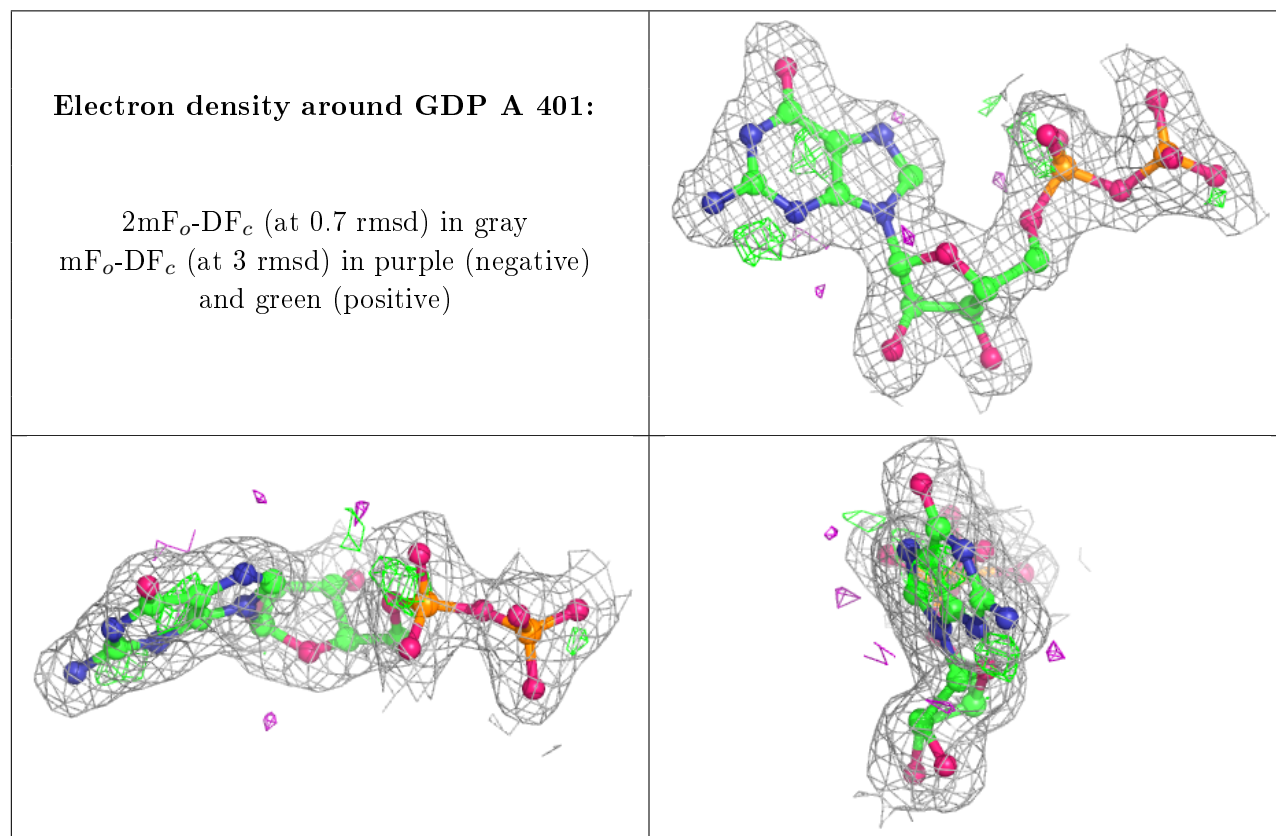 Electron density around GDP A 401:
2mFₒ-DF𝒸 (at 0.7 rmsd) in gray
mFₒ-DF𝒸 (at 3 rmsd) in purple (negative)
and green (positive)